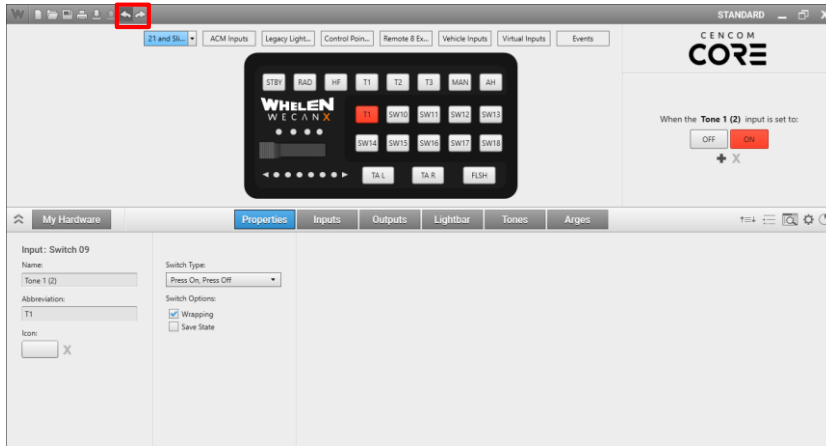 W
STANDARD
21 and Sli...
ACM Inputs
Legacy Light...
Control Poin...
Remote 8 Ex...
Vehicle Inputs
Virtual Inputs
Events
CENCOM
CORE
STBY
RAD
HF
T1
T2
T3
MAN
AH
WHELEN
WECANX
T1
SW10
SW11
SW12
SW13
SW14
SW15
SW16
SW17
SW18
TA L
TA R
FLSH
When the Tone 1 (2) input is set to:
OFF
ON
X
My Hardware
Properties
Inputs
Outputs
Lightbar
Tones
Arges
Input: Switch 09
Name:
Tone 1 (2)
Abbreviation:
T1
Icon:
X
Switch Type:
Press On, Press Off
Switch Options:
Wrapping
Save State